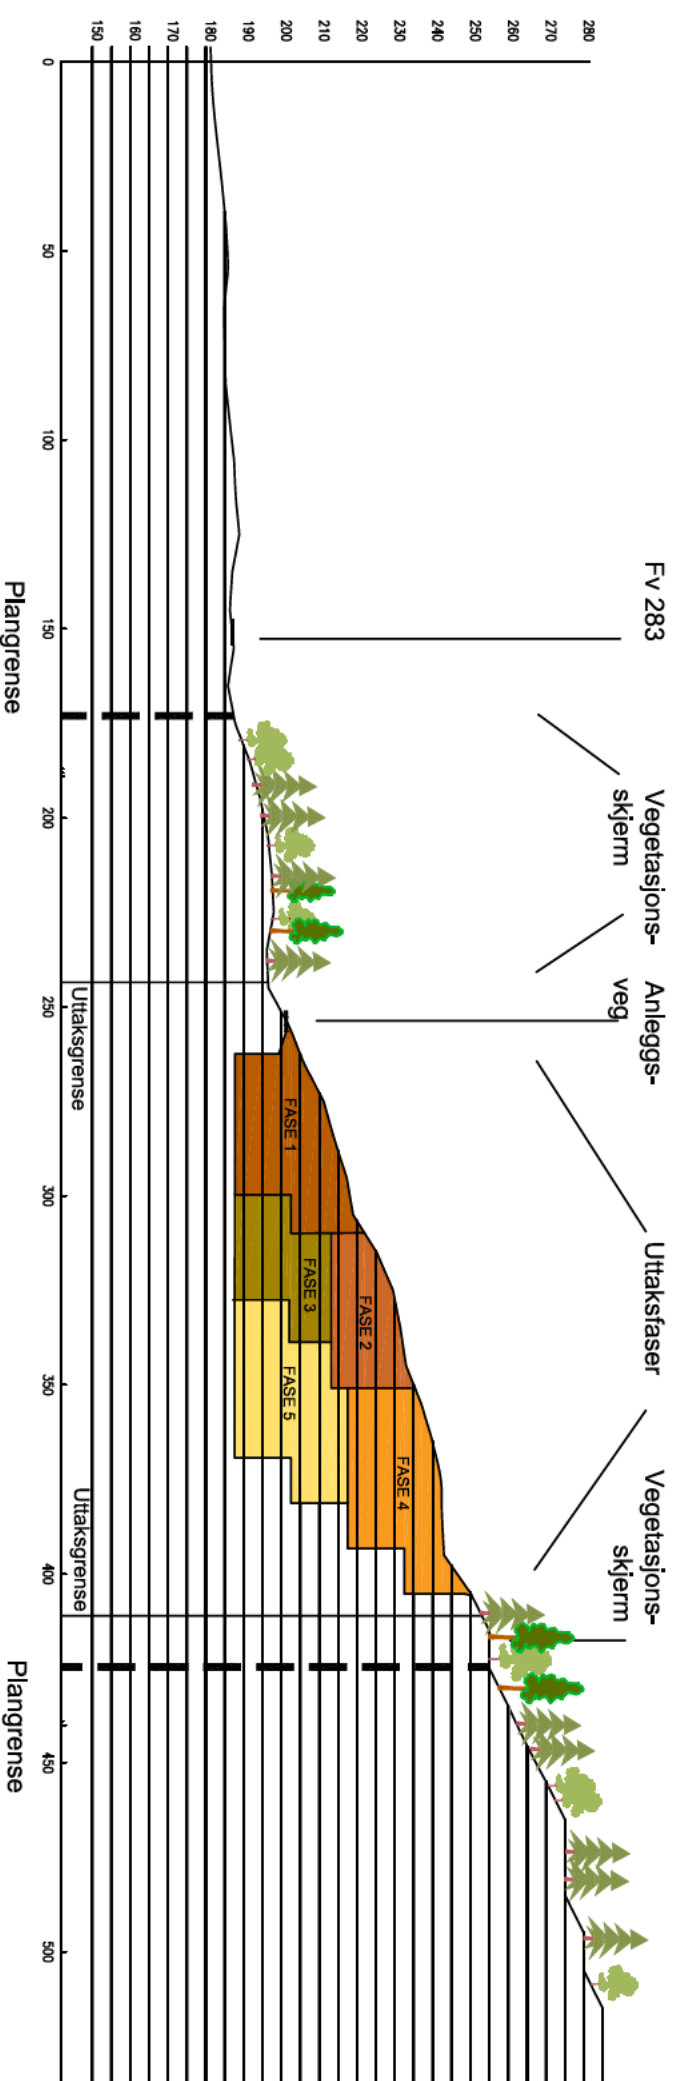 Fv 283
Vegetasjons-
skjerm
Anleggs-
veg
Uttaksfaser
Vegetasjons-
skjerm
280
270
260
250
240
230
220
210
200
190
180
170
160
150
FASE 1
FASE 2
FASE 3
FASE 4
FASE 5
Uttaksgrense
Uttaksgrense
0
50
100
150
200
250
300
350
400
450
500
Plangrense
Plangrense